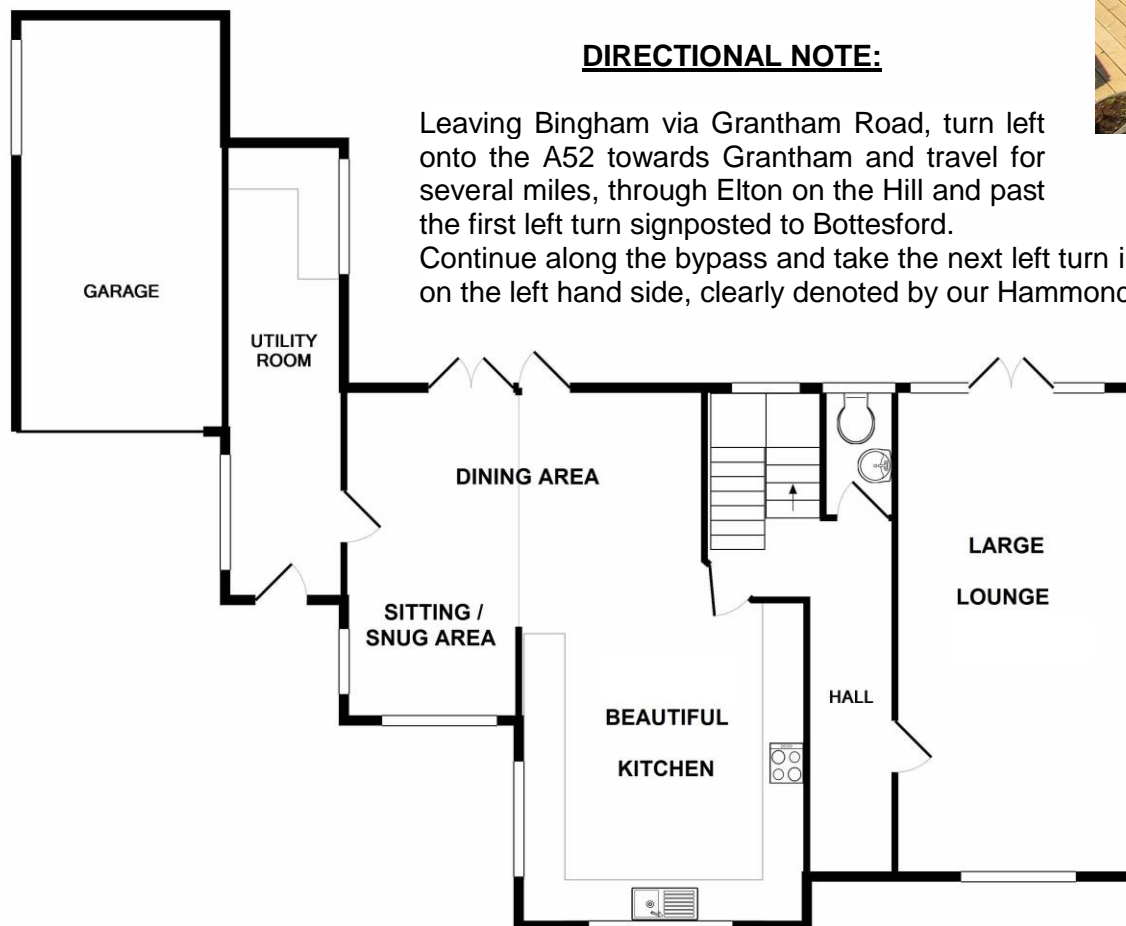 DIRECTIONAL NOTE:
Leaving Bingham via Grantham Road, turn left
onto the A52 towards Grantham and travel for
several miles, through Elton on the Hill and past
the first left turn signposted to Bottesford.
Continue along the bypass and take the next left turn
on the left hand side, clearly denoted by our Hammond
GARAGE
UTILITY
ROOM
DINING AREA
SITTING /
SNUG AREA
LARGE
LOUNGE
HALL
BEAUTIFUL
KITCHEN